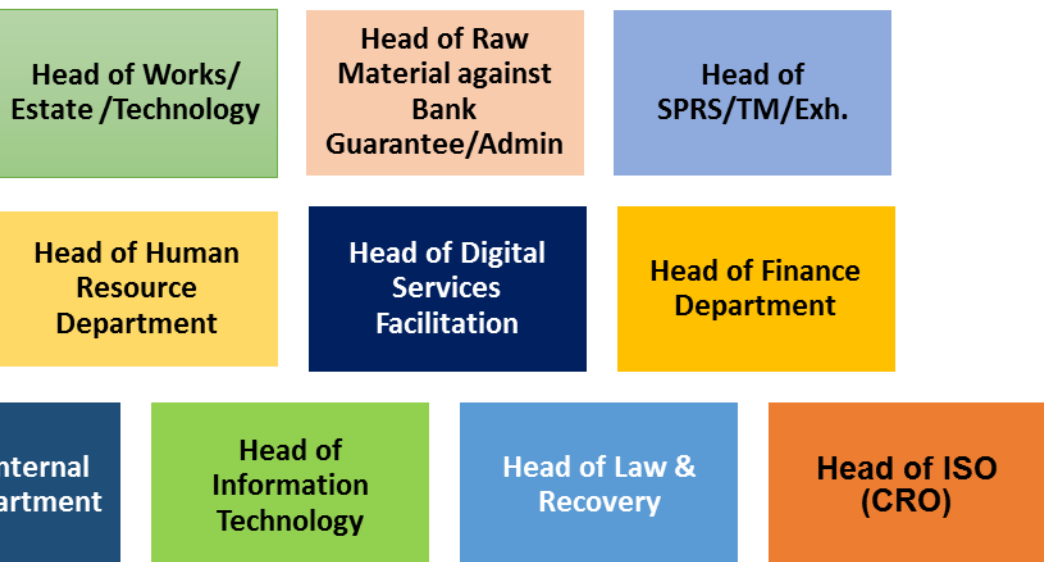 Head of Works/
Estate /Technology
Head of Raw
Material against
Bank
Guarantee/Admin
Head of
SPRS/TM/Exh.
Head of Human
Resource
Department
Head of Digital
Services
Facilitation
Head of Finance
Department
Head of
Information
Technology
Head of Law &
Recovery
Head of ISO
(CRO)